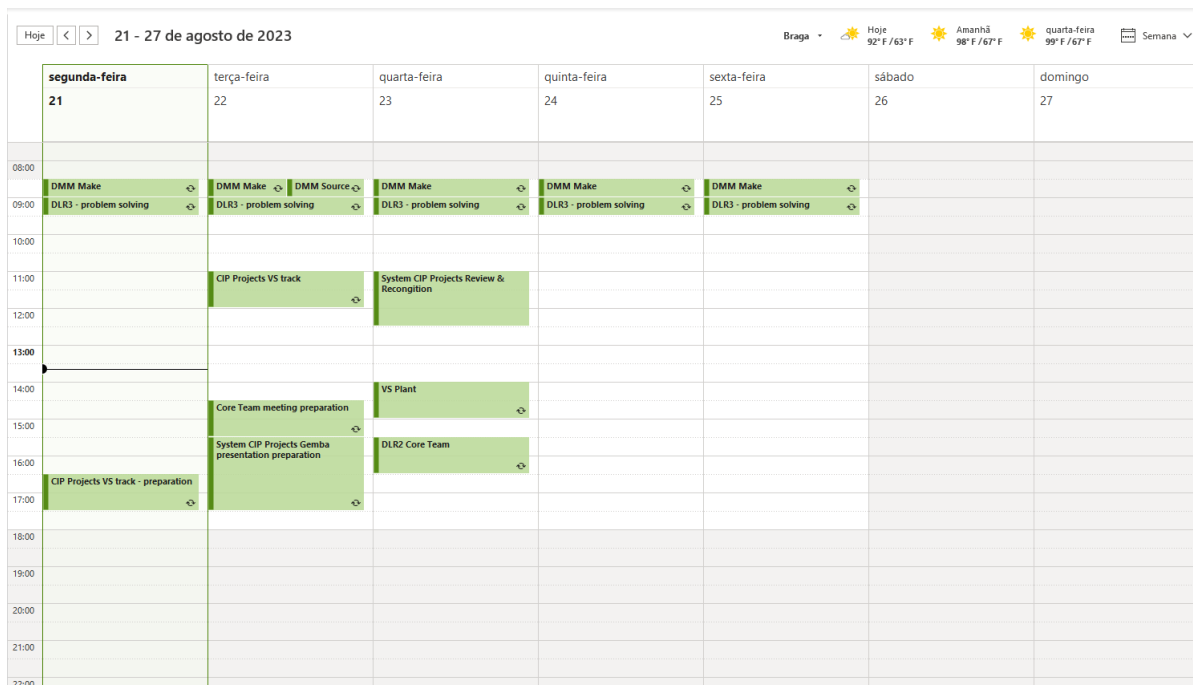 Hoje
21 - 27 de agosto de 2023
Braga
Hoje
92° F /63° F
Amanhã
98° F /67° F
quarta-feira
99° F /67° F
Semana
segunda-feira
terça-feira
quarta-feira
quinta-feira
sexta-feira
sábado
domingo
21
22
23
24
25
26
27
08:00
DMM Make
DMM Make
DMM Source
DMM Make
DMM Make
DMM Make
09:00
DLR3 - problem solving
DLR3 - problem solving
DLR3 - problem solving
DLR3 - problem solving
DLR3 - problem solving
10:00
11:00
CIP Projects VS track
System CIP Projects Review &
Recongition
12:00
13:00
14:00
VS Plant
Core Team meeting preparation
15:00
System CIP Projects Gemba
presentation preparation
DLR2 Core Team
16:00
CIP Projects VS track - preparation
17:00
18:00
19:00
20:00
21:00
22:00